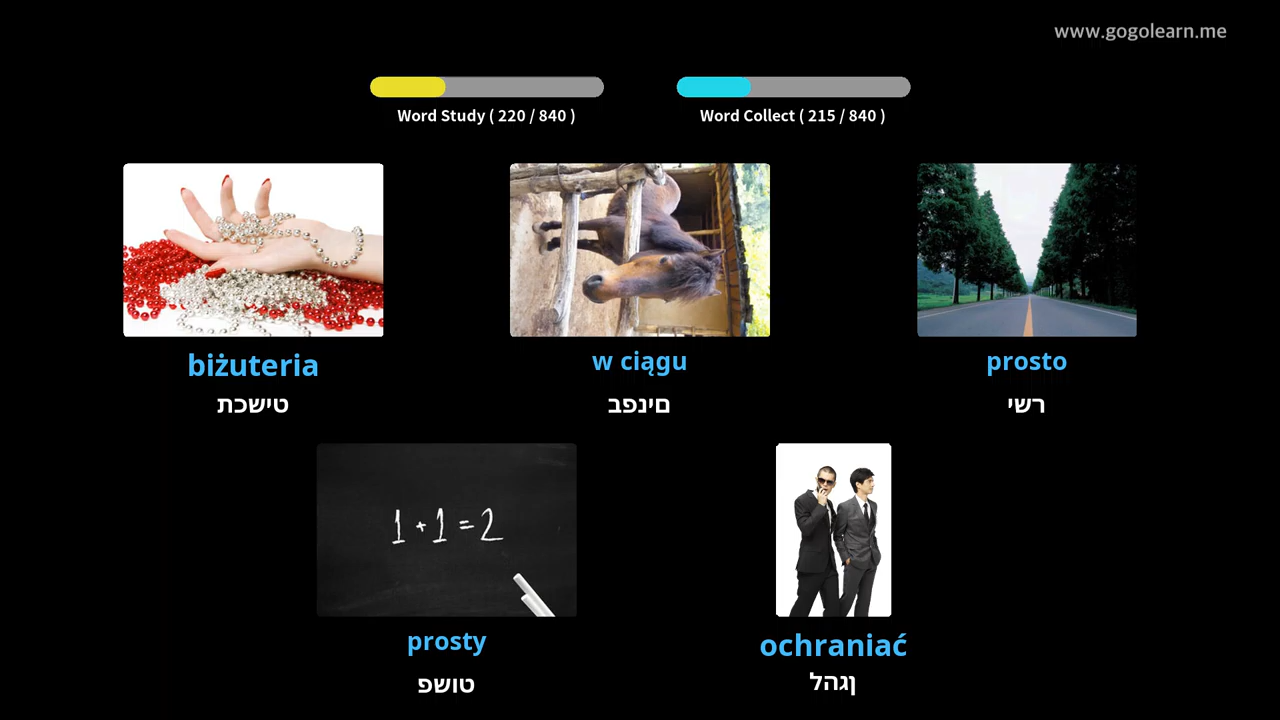 www.gogolearn.me
Word Study ( 220 / 840 )
Word Collect ( 215 / 840 )
biżuteria
טישכת
w ciągu
םינפב
prosto
רשי
1 + 1 = 2
prosty
טושפ
ochraniać
ןגהל